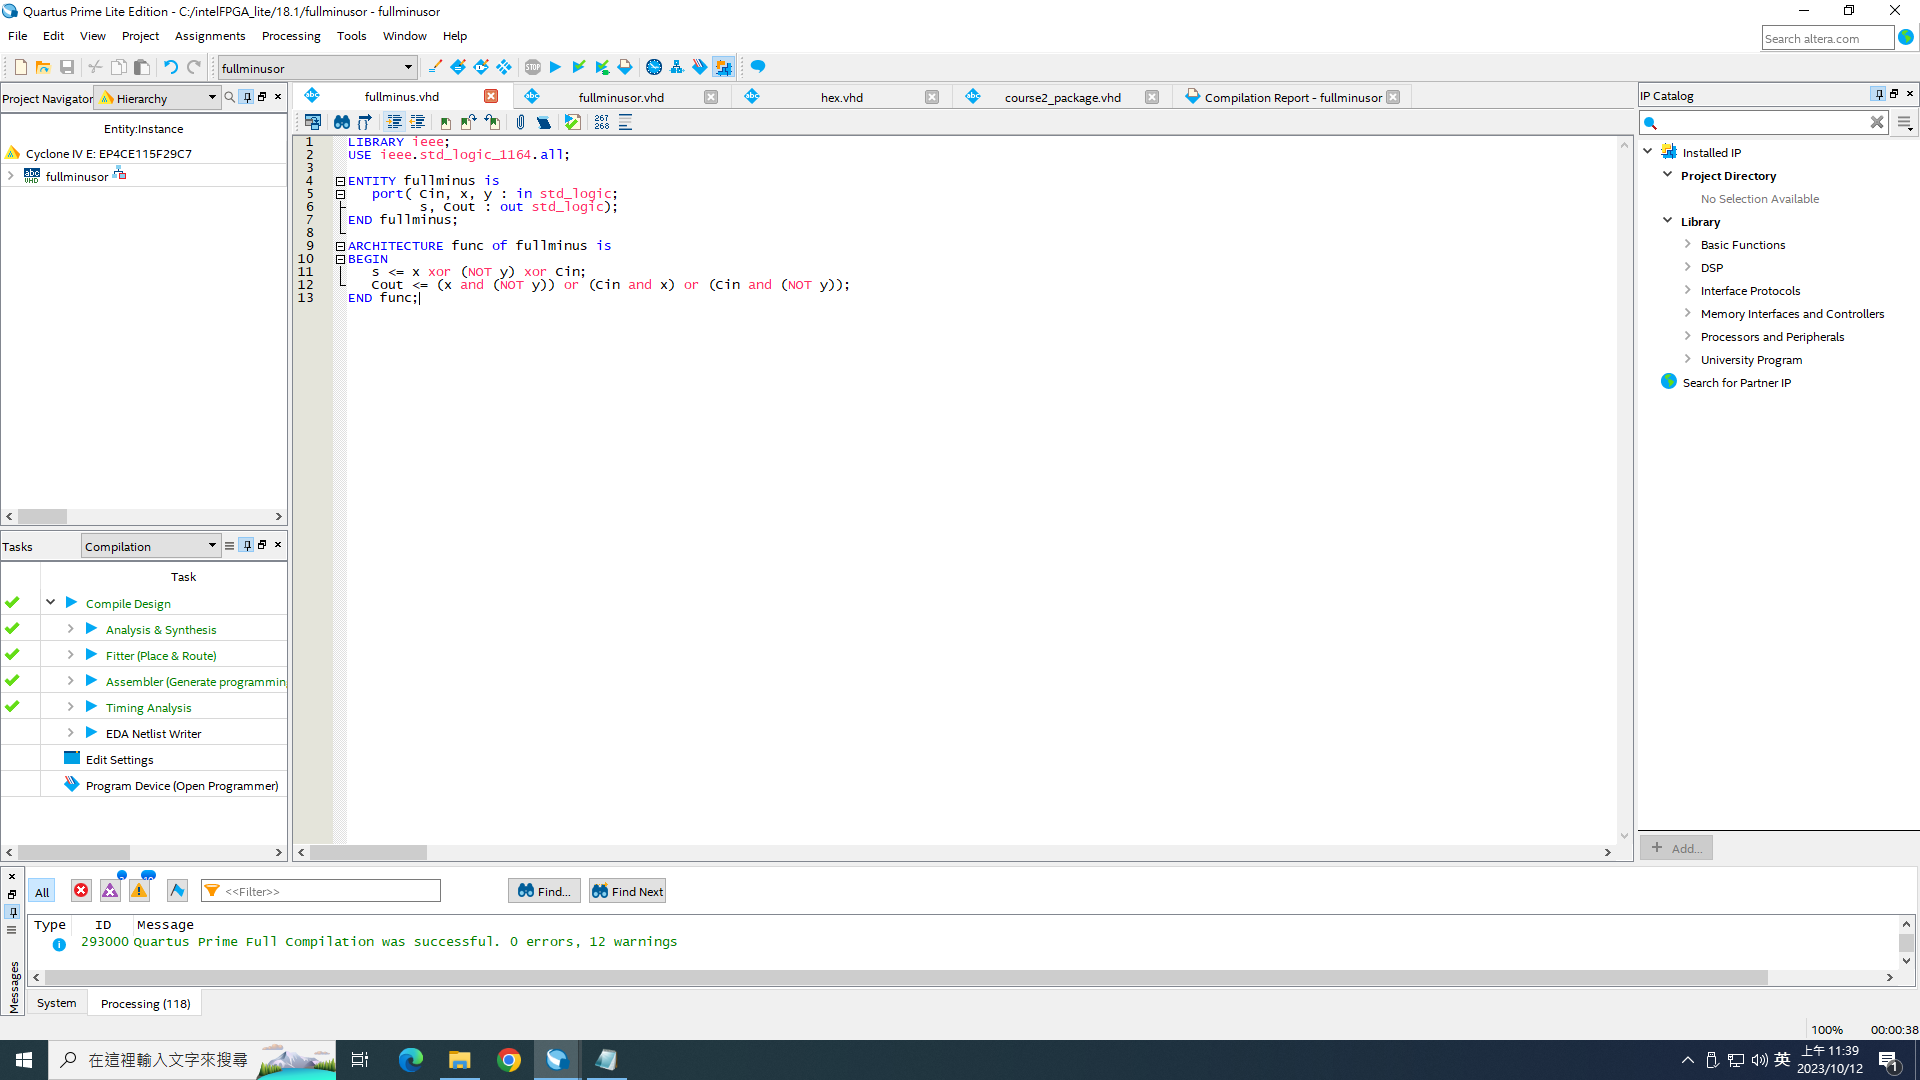 Quartus Prime Lite Edition - C:/intelFPGA_lite/18.1/fullminusor - fullminusor
File Edit View Project Assignments Processing Tools Window Help
Search altera.com
fullminusor
STOP
Project Navigator Hierarchy
Entity:Instance
Cyclone IV E: EP4CE115F29C7
fullminusor
fullminus.vhd
fullminusor.vhd
hex.vhd
course2_package.vhd
Compilation Report - fullminusor
267
268
1 LIBRARY ieee;
2 USE ieee.std_logic_1164.all;
3
4 ENTITY fullminus is
5 port( Cin, x, y : in std_logic;
6 s, Cout : out std_logic);
7 END fullminus;
8
9 ARCHITECTURE func of fullminus is
10 BEGIN
11 s <= x xor (NOT y) xor Cin;
12 Cout <= (x and (NOT y)) or (Cin and x) or (Cin and (NOT y));
13 END func;
IP Catalog
Installed IP
Project Directory
No Selection Available
Library
Basic Functions
DSP
Interface Protocols
Memory Interfaces and Controllers
Processors and Peripherals
University Program
Search for Partner IP
+ Add...
Tasks Compilation
Task
Compile Design
Analysis & Synthesis
Fitter (Place & Route)
Assembler (Generate programmin
Timing Analysis
EDA Netlist Writer
Edit Settings
Program Device (Open Programmer)
All
<<Filter>>
Find...
Find Next
Type ID Message
293000 Quartus Prime Full Compilation was successful. 0 errors, 12 warnings
Messages
System
Processing (118)
100% 00:00:38
在這裡輸入文字來搜尋
英
上午 11:39
2023/10/12
1